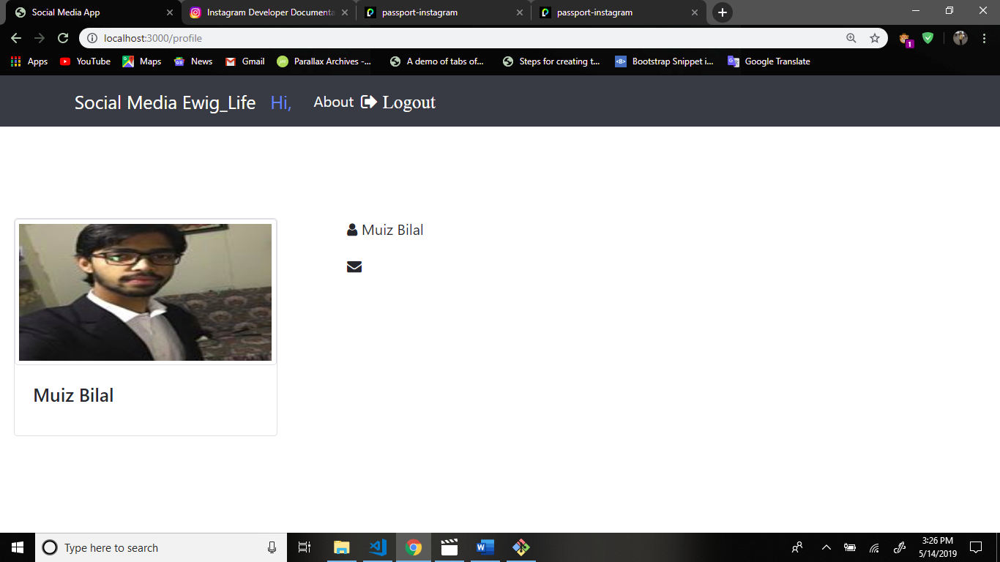 Social Media App
Instagram Developer Documenta
passport-instagram
passport-instagram
localhost:3000/profile
1
Apps
YouTube
Maps
News
Gmail
Parallax Archives -...
A demo of tabs of...
Steps for creating t...
Bootstrap Snippet i...
Google Translate
Social Media Ewig_Life Hi, About Logout
Muiz Bilal
Muiz Bilal
Type here to search
3:26 PM
5/14/2019